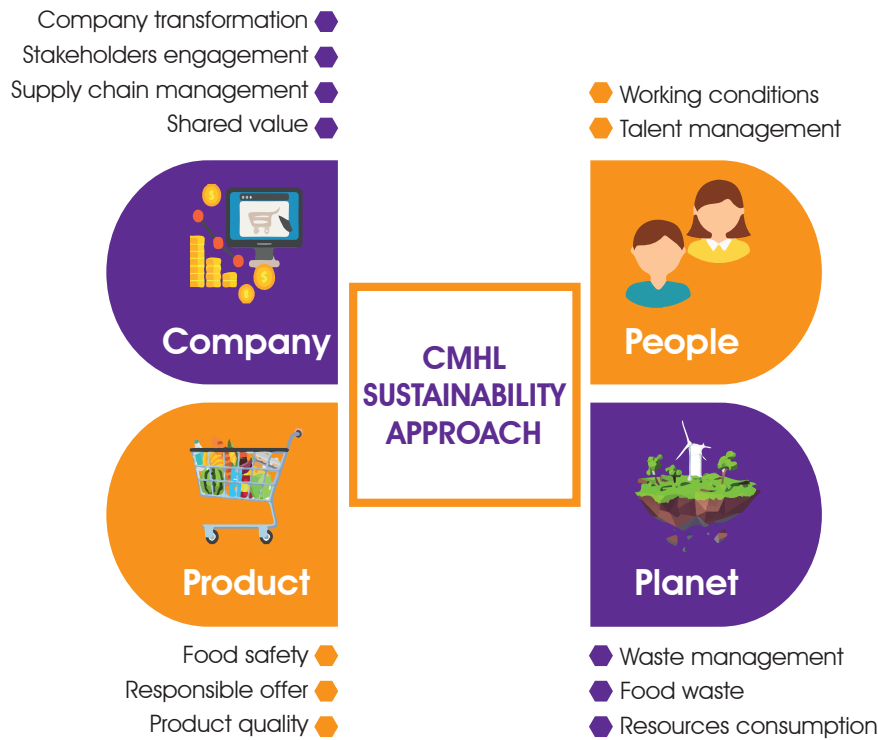 Company transformation
Stakeholders engagement
Supply chain management
Shared value
Company
Working conditions
Talent management
People
CMHL
SUSTAINABILITY
APPROACH
Product
Food safety
Responsible offer
Product quality
Planet
Waste management
Food waste
Resources consumption